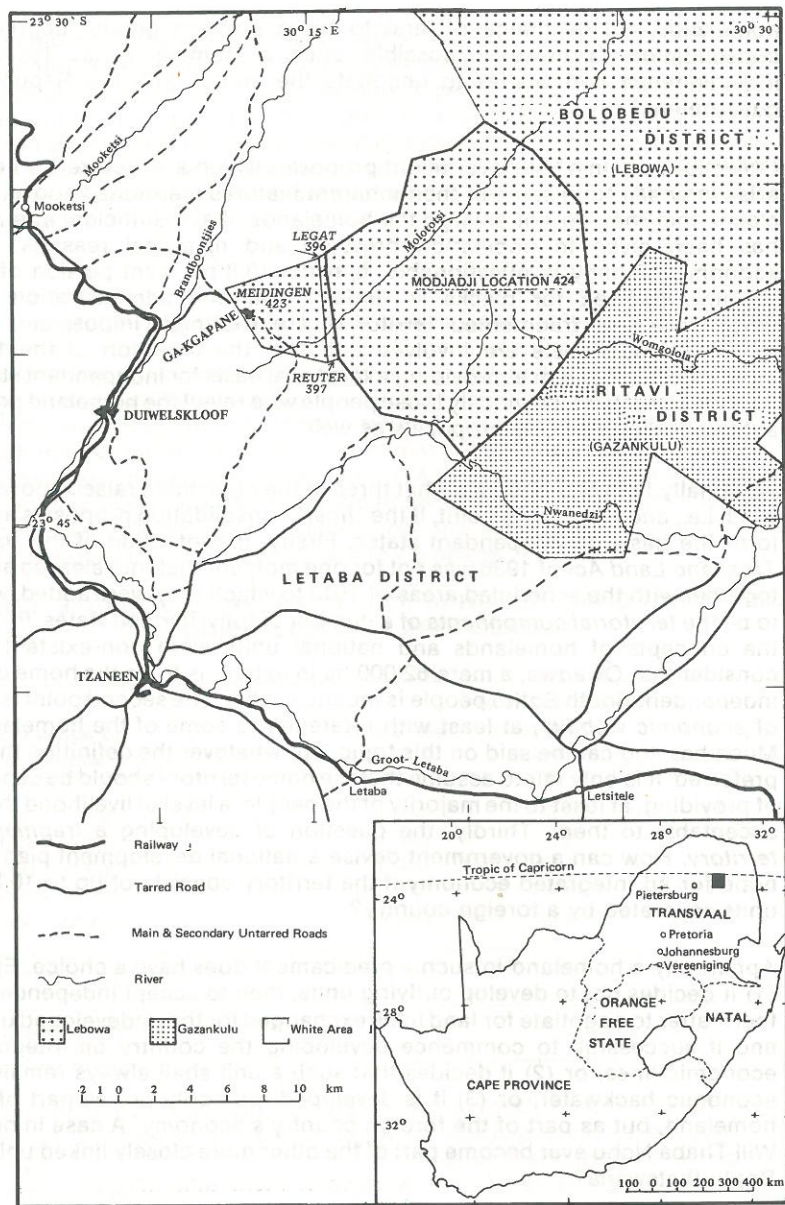 23° 30' S
30° 15' E
30° 30'
BOLOBEDU
DISTRICT
(LEBOWA)
Mooketsi
Mooketsi
Brandboontjies
LEGAT
396
Molototsi
MEIDINGEN
423
MODJADJI LOCATION 424
GA-KGAPANE
REUTER
397
Womgolola
RITAVI
DISTRICT
(GAZANKULU)
DUIWELSKLOOF
23° 45'
Nwanedzi
LETABA DISTRICT
TZANEEN
Groot-Letaba
Letaba
Letsitele
Railway
Tarred Road
Main & Secondary Untarred Roads
River
Lebowa
Gazankulu
White Area
2 1 0 5 10 km
20°
24°
28°
32°
Tropic of Capricorn
24°
Pietersburg
TRANSVAAL
Pretoria
Johannesburg
Vereeniging
28°
ORANGE
FREE
STATE
NATAL
CAPE PROVINCE
32°
100 0 100 200 300 400 km